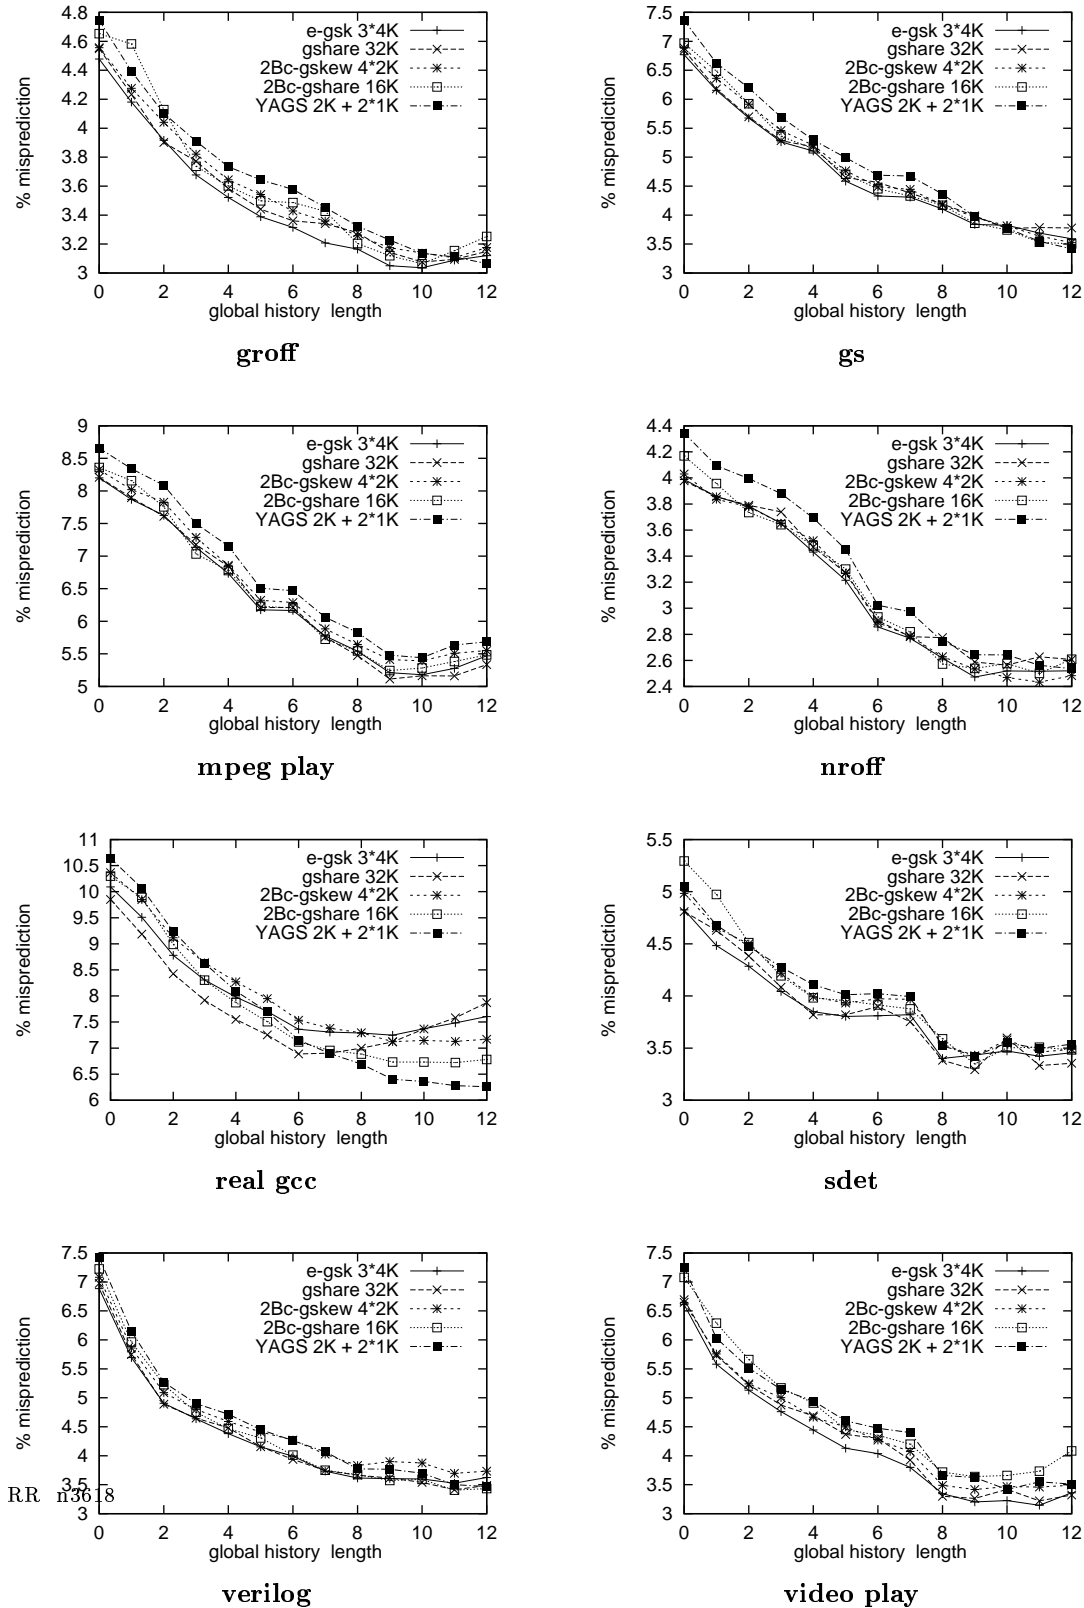 4.8
4.6
4.4
4.2
4
3.8
3.6
3.4
3.2
3
% misprediction
e-gsk 3*4K
gshare 32K
2Bc-gskew 4*2K
2Bc-gshare 16K
YAGS 2K + 2*1K
0 2 4 6 8 10 12
global history length
groff
7.5
7
6.5
6
5.5
5
4.5
4
3.5
3
% misprediction
e-gsk 3*4K
gshare 32K
2Bc-gskew 4*2K
2Bc-gshare 16K
YAGS 2K + 2*1K
0 2 4 6 8 10 12
global history length
gs
9
8.5
8
7.5
7
6.5
6
5.5
5
% misprediction
e-gsk 3*4K
gshare 32K
2Bc-gskew 4*2K
2Bc-gshare 16K
YAGS 2K + 2*1K
0 2 4 6 8 10 12
global history length
mpeg play
4.4
4.2
4
3.8
3.6
3.4
3.2
3
2.8
2.6
2.4
% misprediction
e-gsk 3*4K
gshare 32K
2Bc-gskew 4*2K
2Bc-gshare 16K
YAGS 2K + 2*1K
0 2 4 6 8 10 12
global history length
nroff
11
10.5
10
9.5
9
8.5
8
7.5
7
6.5
6
% misprediction
e-gsk 3*4K
gshare 32K
2Bc-gskew 4*2K
2Bc-gshare 16K
YAGS 2K + 2*1K
0 2 4 6 8 10 12
global history length
real gcc
5.5
5
4.5
4
3.5
3
% misprediction
e-gsk 3*4K
gshare 32K
2Bc-gskew 4*2K
2Bc-gshare 16K
YAGS 2K + 2*1K
0 2 4 6 8 10 12
global history length
sdet
7.5
7
6.5
6
5.5
5
4.5
4
3.5
3
% misprediction
e-gsk 3*4K
gshare 32K
2Bc-gskew 4*2K
2Bc-gshare 16K
YAGS 2K + 2*1K
0 2 4 6 8 10 12
global history length
verilog
7.5
7
6.5
6
5.5
5
4.5
4
3.5
3
% misprediction
e-gsk 3*4K
gshare 32K
2Bc-gskew 4*2K
2Bc-gshare 16K
YAGS 2K + 2*1K
0 2 4 6 8 10 12
global history length
video play
RR n3618